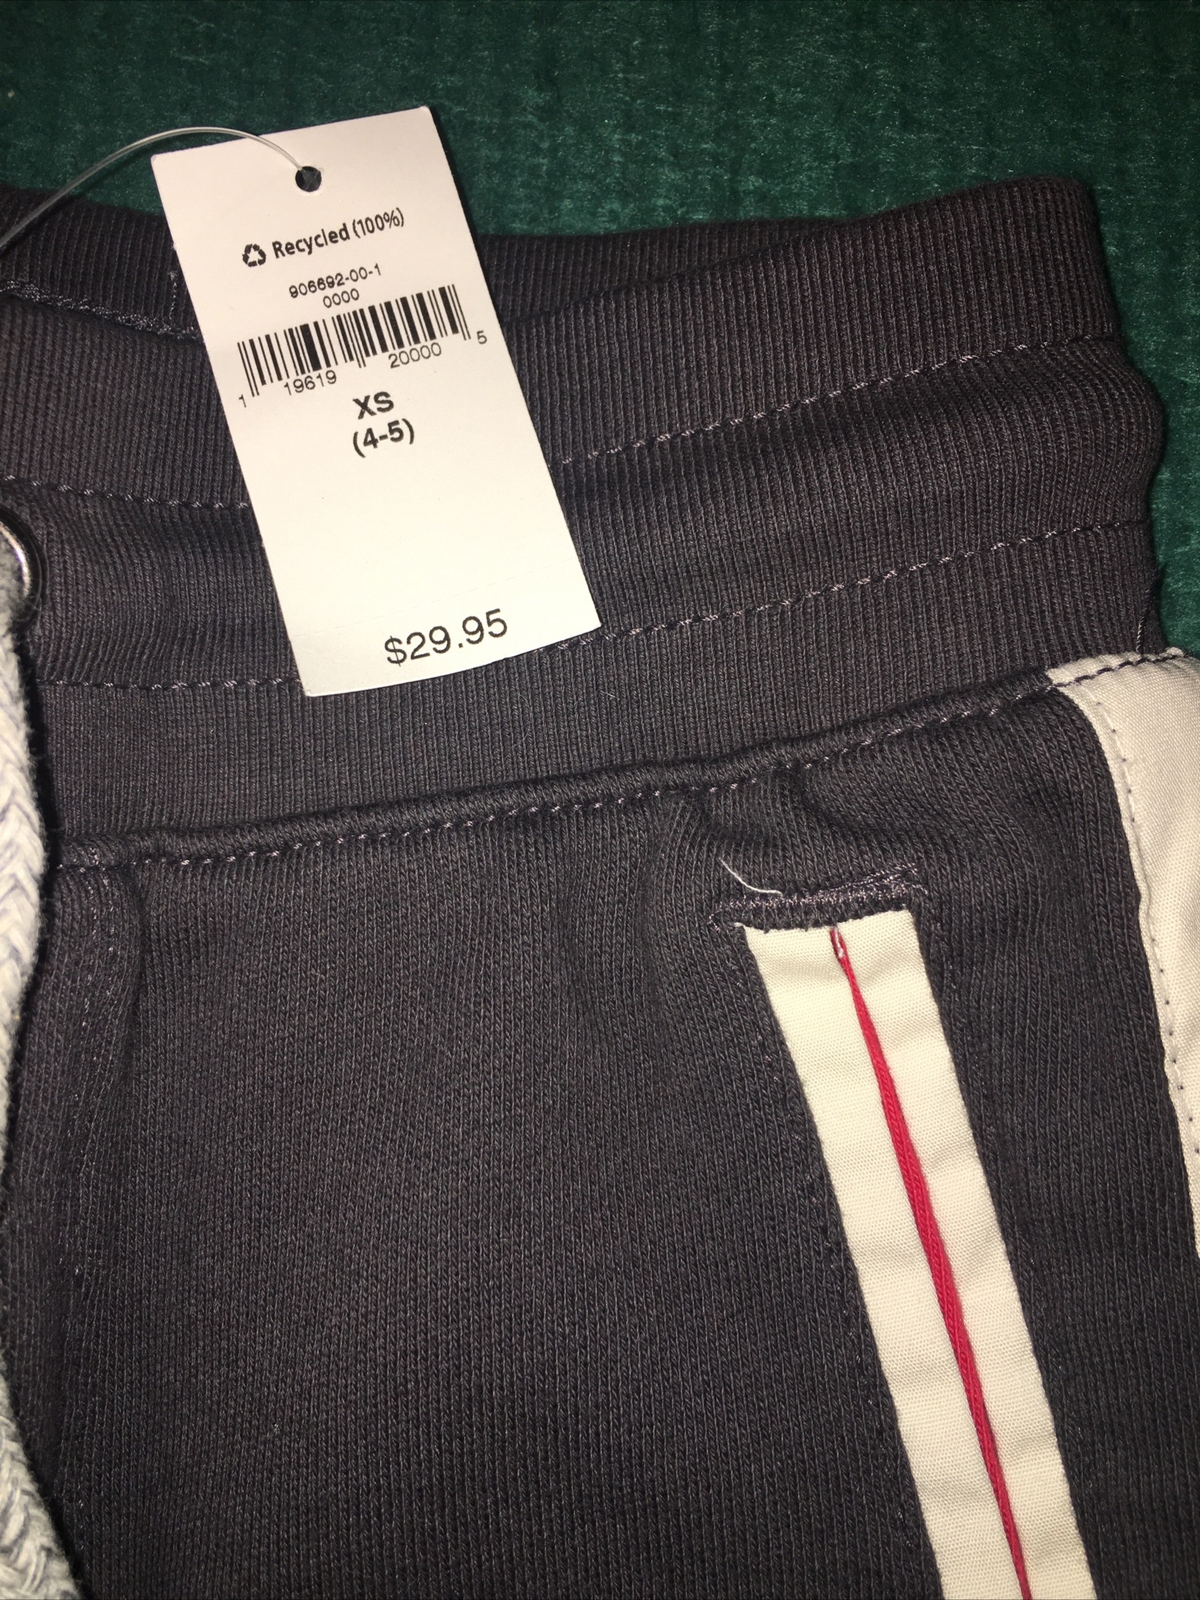 Recycled (100%)
906692-00-1
0000
1 19619 20000 5
XS
(4-5)
$29.95